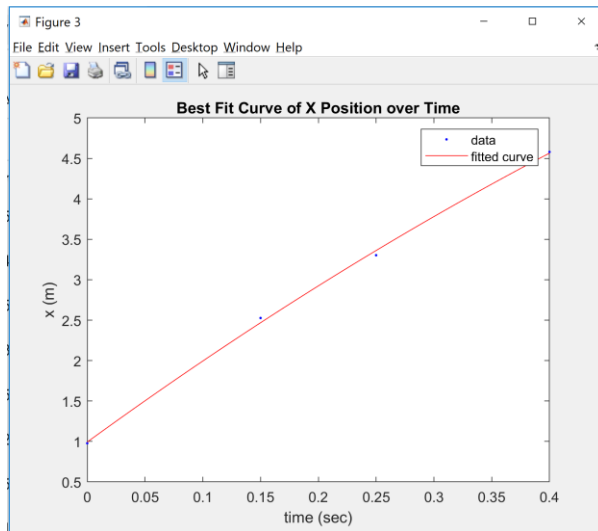 Figure 3
File Edit View Insert Tools Desktop Window Help
Best Fit Curve of X Position over Time
data
fitted curve
5
4.5
4
3.5
3
2.5
2
1.5
1
0.5
x (m)
0 0.05 0.1 0.15 0.2 0.25 0.3 0.35 0.4
time (sec)